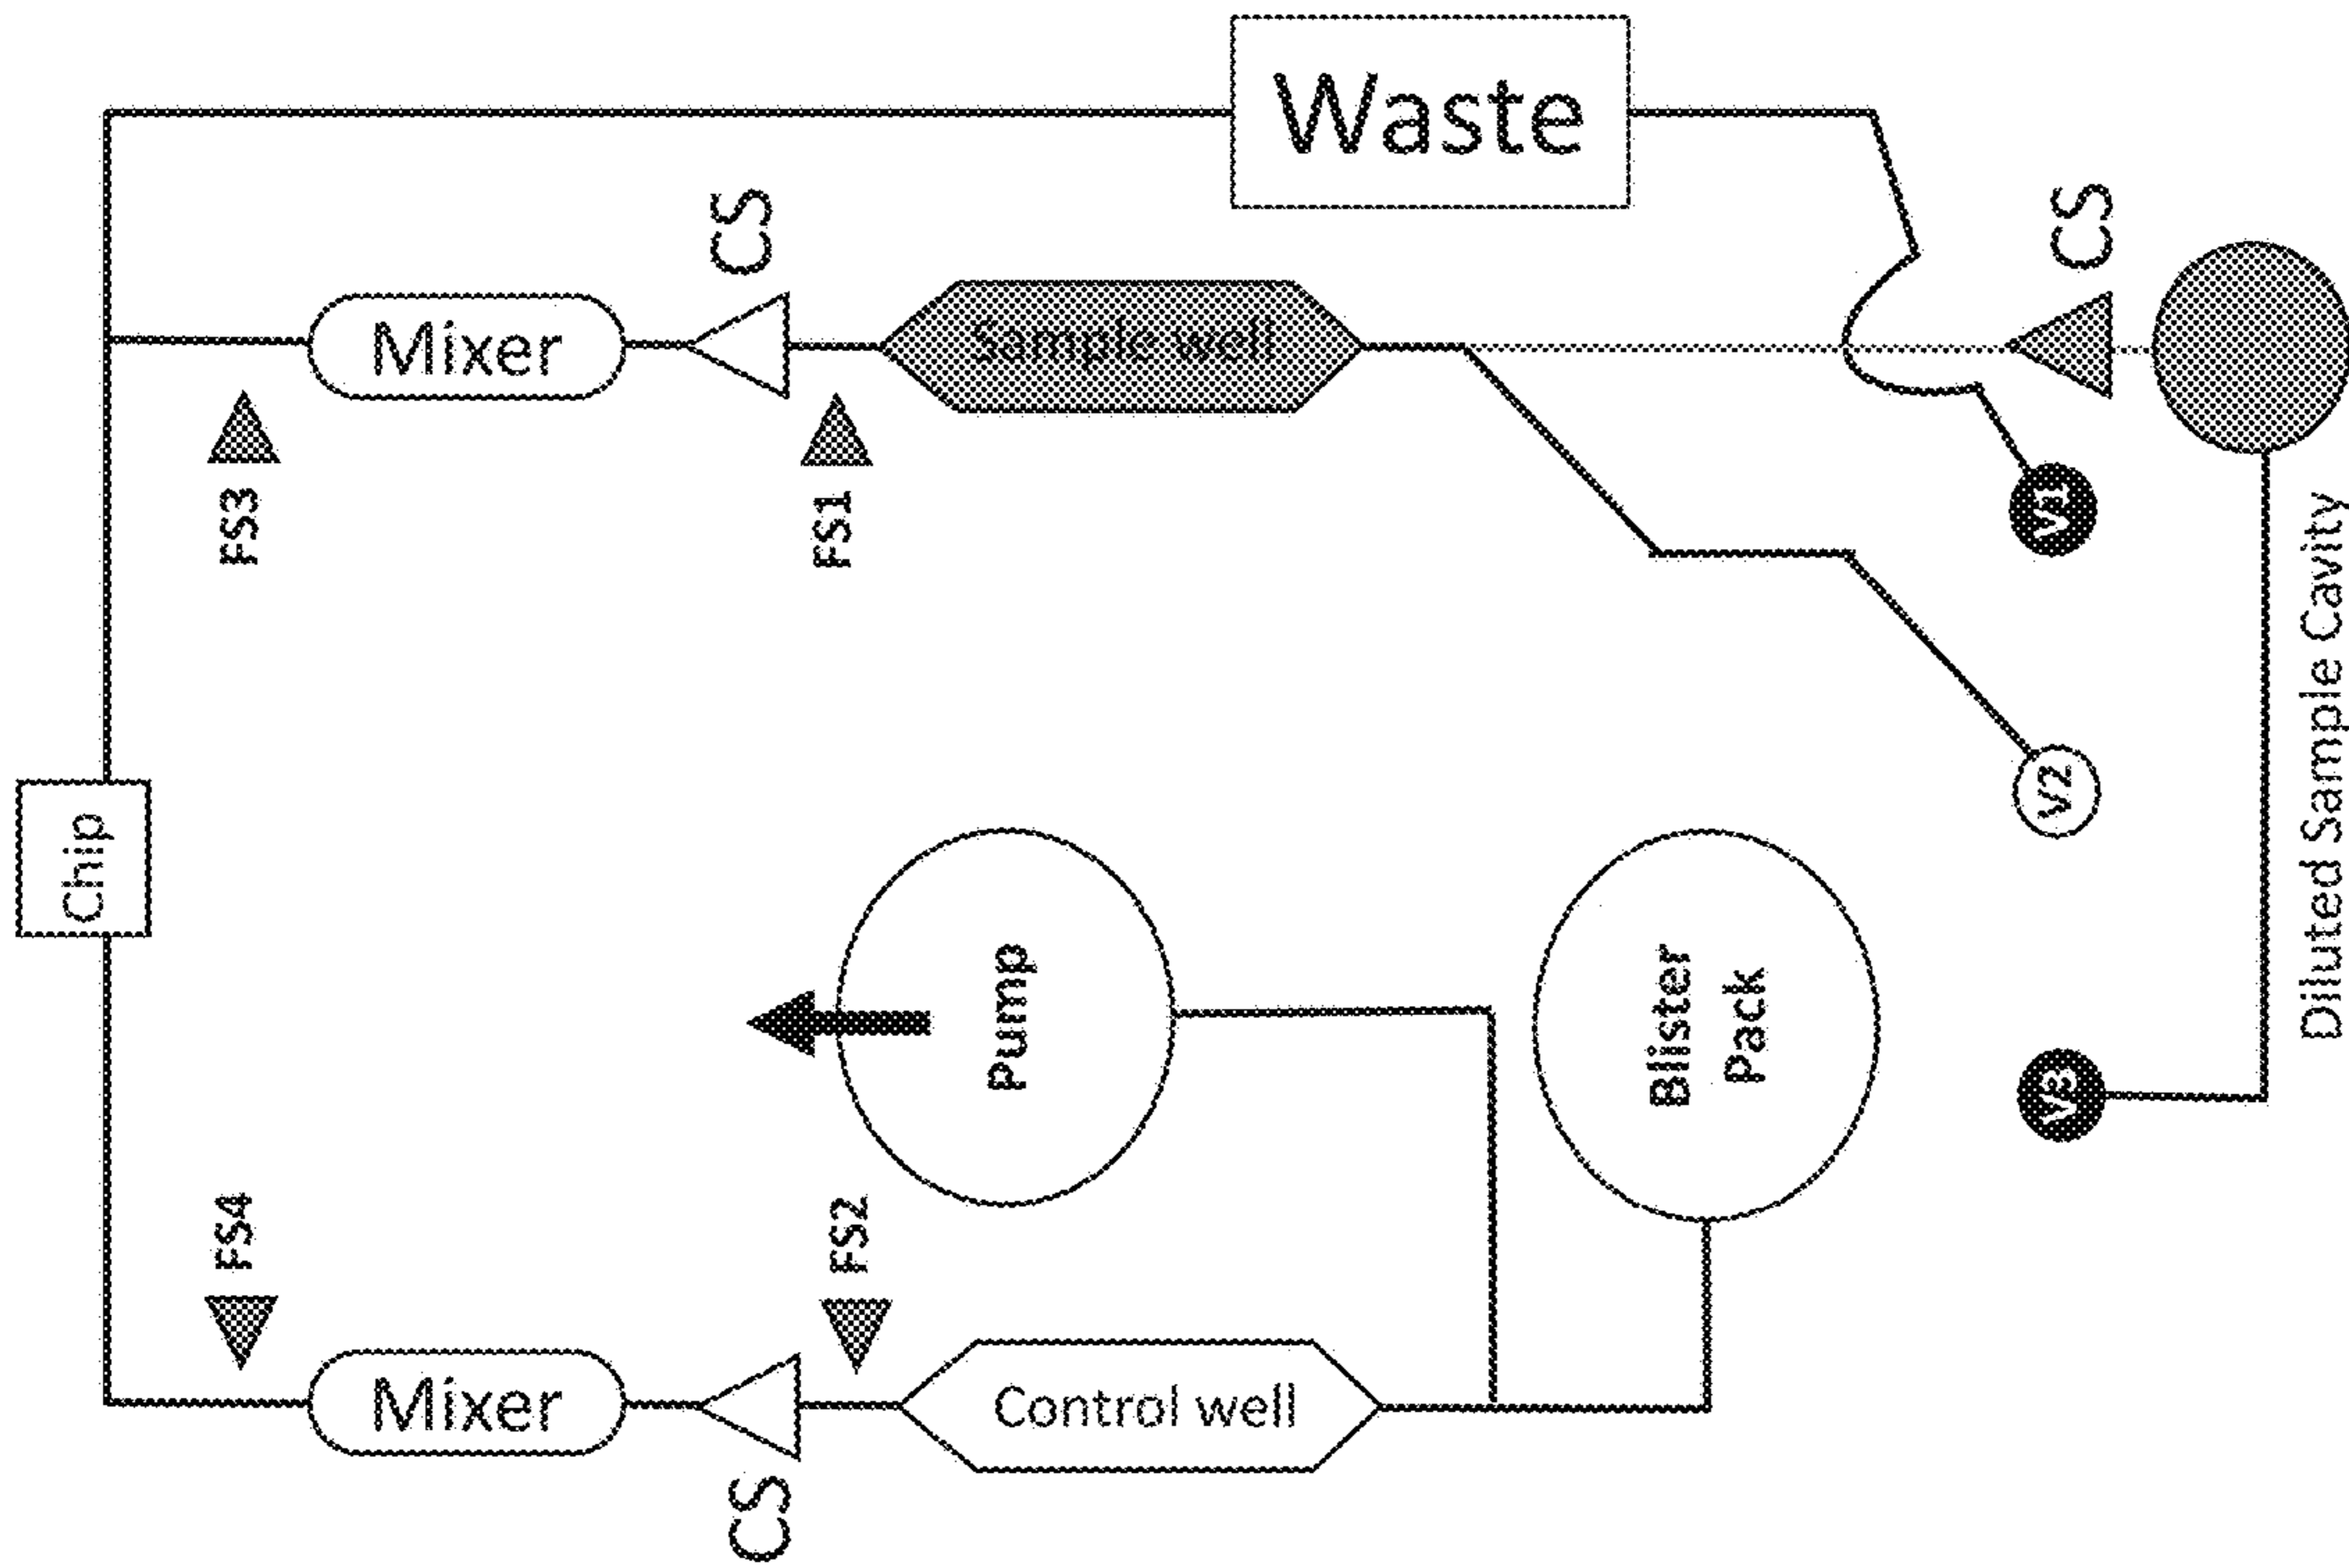 Waste
CS
CS
Mixer
Sample well
FS3
FS1
V1
Chip
V2
Diluted Sample Cavity
Pump
Blister
Pack
V3
FS4
FS2
Mixer
Control well
CS